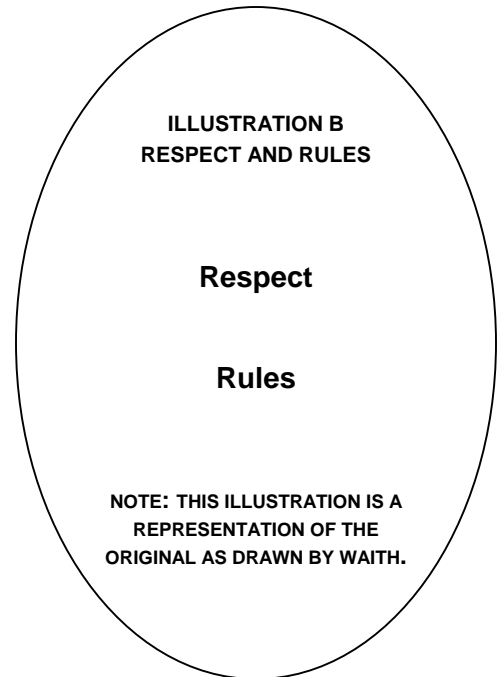 ILLUSTRATION B
RESPECT AND RULES
Respect
Rules
NOTE: THIS ILLUSTRATION IS A
REPRESENTATION OF THE
ORIGINAL AS DRAWN BY WAITH.